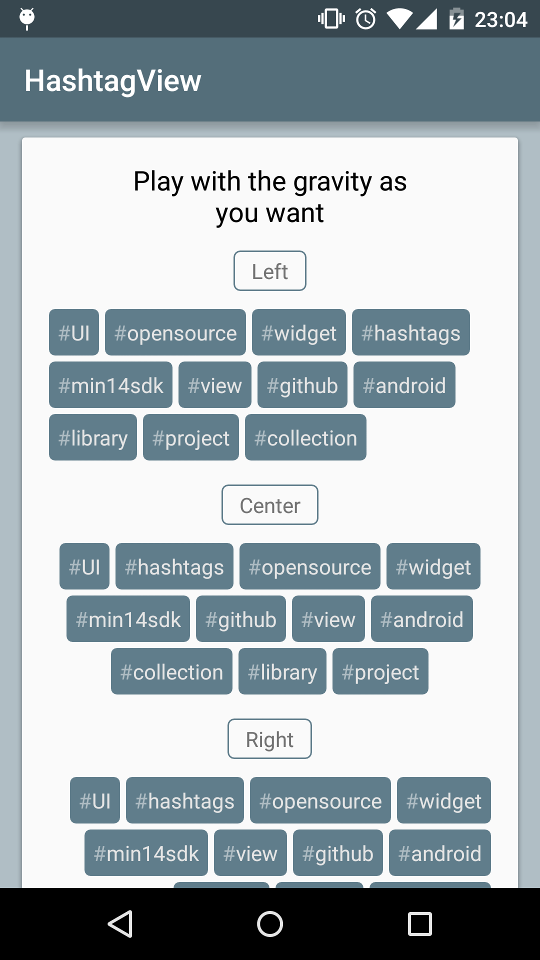 23:04
HashtagView
Play with the gravity as
you want
Left
#UI #opensource #widget #hashtags
#min14sdk #view #github #android
#library #project #collection
Center
#UI #hashtags #opensource #widget
#min14sdk #github #view #android
#collection #library #project
Right
#UI #hashtags #opensource #widget
#min14sdk #view #github #android